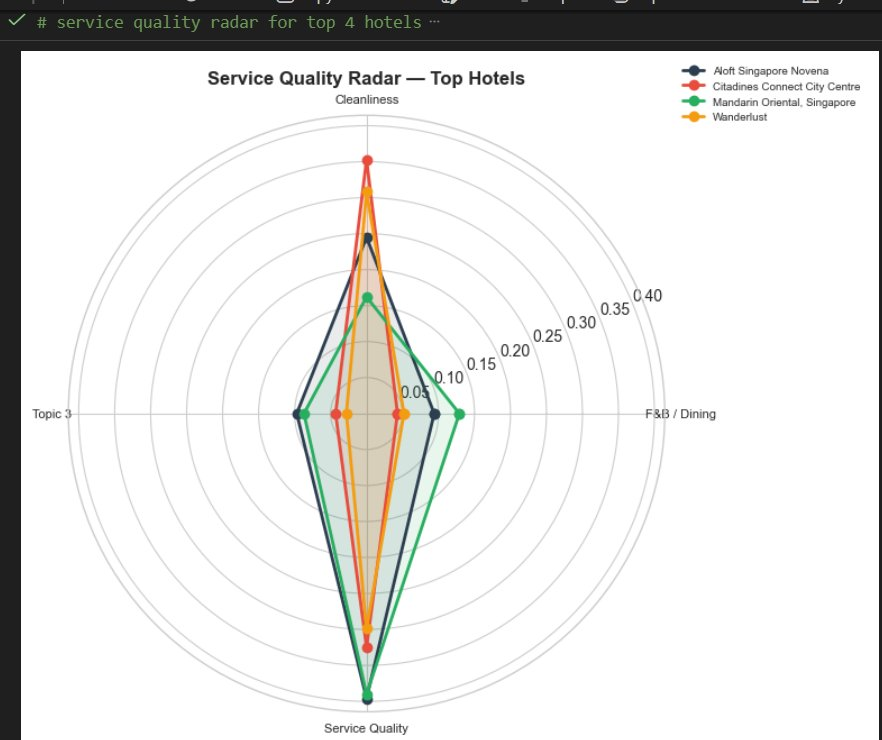 # service quality radar for top 4 hotels ...
Service Quality Radar — Top Hotels
Aloft Singapore Novena
Citadines Connect City Centre
Mandarin Oriental, Singapore
Wanderlust
Cleanliness
0.40
0.35
0.30
0.25
0.20
0.15
0.10
0.05
Topic 3
F&B / Dining
Service Quality